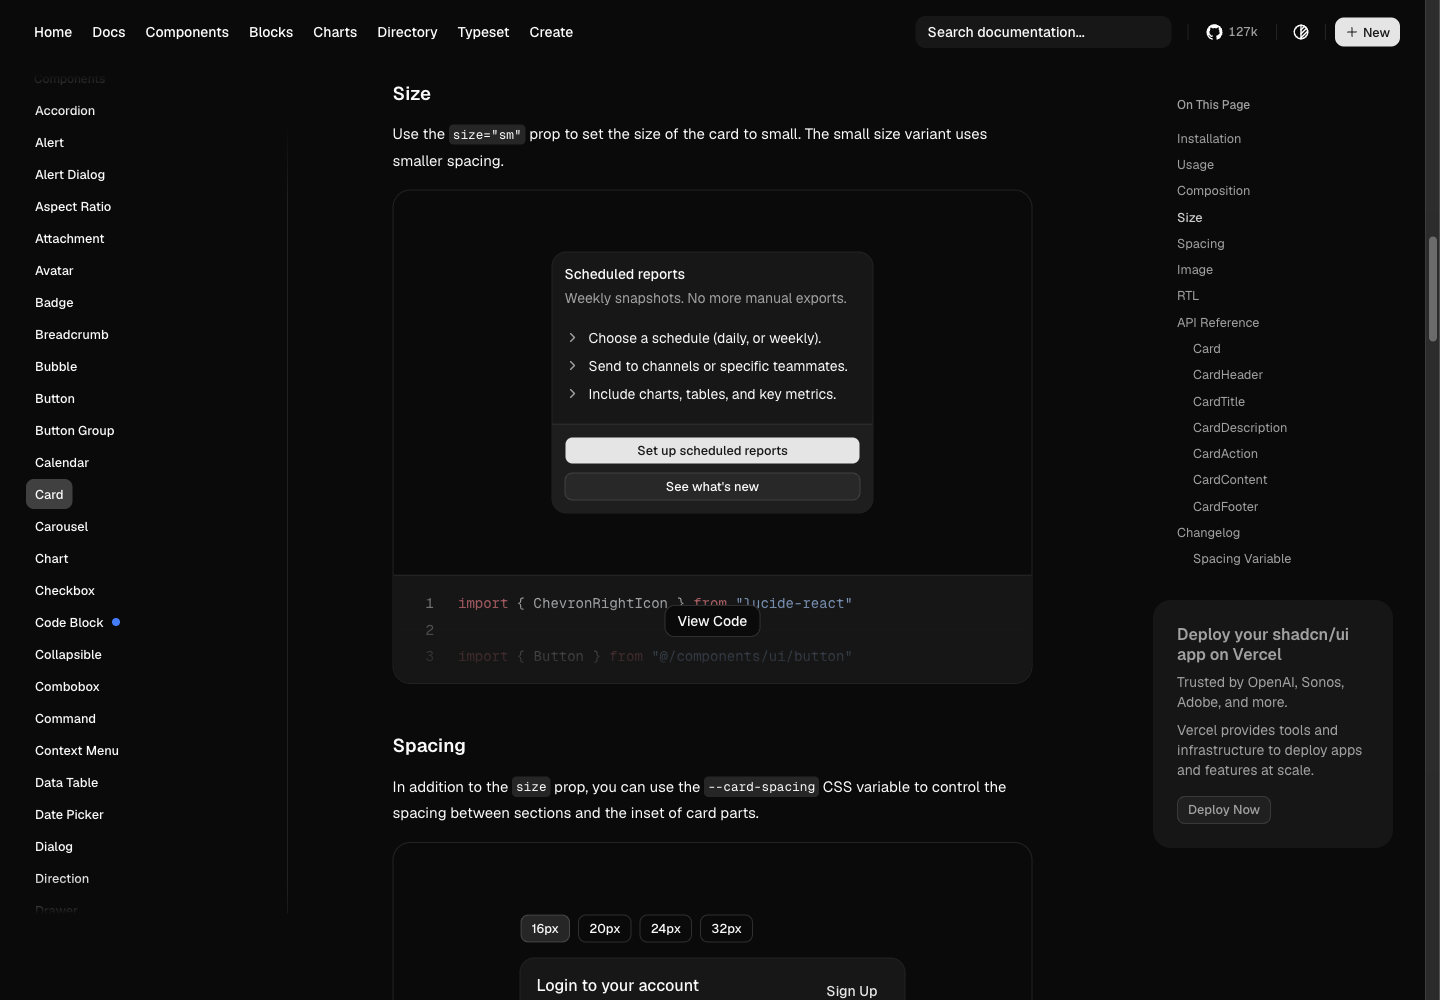 Home Docs Components Blocks Charts Directory Typeset Create
Search documentation... 127k New
Components
Accordion
Alert
Alert Dialog
Aspect Ratio
Attachment
Avatar
Badge
Breadcrumb
Bubble
Button
Button Group
Calendar
Card
Carousel
Chart
Checkbox
Code Block
Collapsible
Combobox
Command
Context Menu
Data Table
Date Picker
Dialog
Direction
Drawer
Size
Use the size="sm" prop to set the size of the card to small. The small size variant uses
smaller spacing.
Scheduled reports
Weekly snapshots. No more manual exports.
Choose a schedule (daily, or weekly).
Send to channels or specific teammates.
Include charts, tables, and key metrics.
Set up scheduled reports
See what's new
1 import { ChevronRightIcon } from "lucide-react"
View Code
2
3 import { Button } from "@/components/ui/button"
Spacing
In addition to the size prop, you can use the --card-spacing CSS variable to control the
spacing between sections and the inset of card parts.
16px 20px 24px 32px
Login to your account
Sign Up
On This Page
Installation
Usage
Composition
Size
Spacing
Image
RTL
API Reference
Card
CardHeader
CardTitle
CardDescription
CardAction
CardContent
CardFooter
Changelog
Spacing Variable
Deploy your shadcn/ui
app on Vercel
Trusted by OpenAI, Sonos,
Adobe, and more.
Vercel provides tools and
infrastructure to deploy apps
and features at scale.
Deploy Now